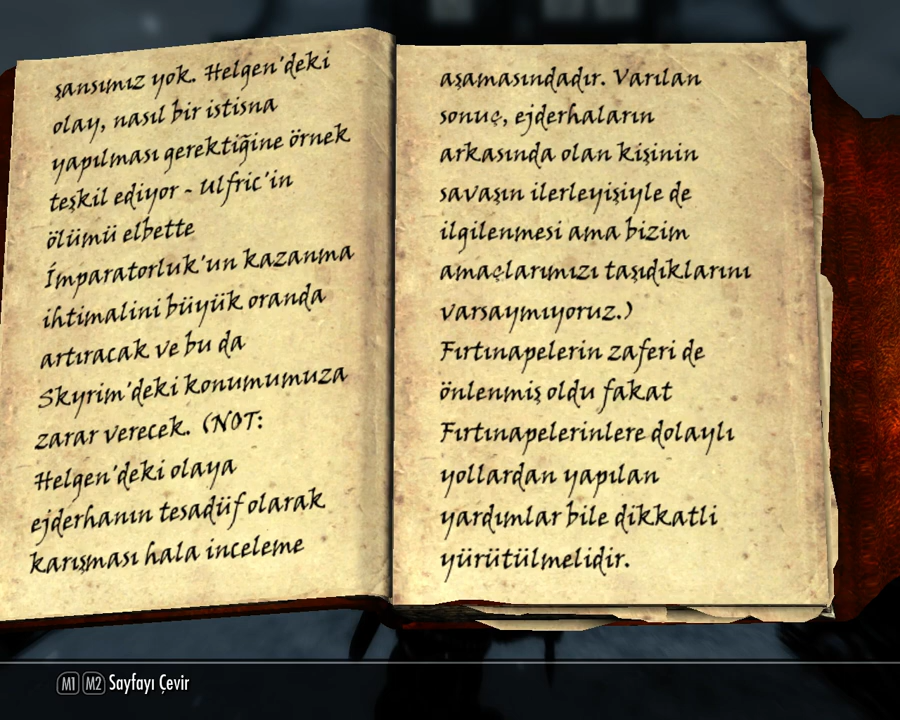 şansımız yok. Helgen'deki
olay, nasıl bir istisna
yapılması gerektiğine örnek
teşkil ediyor - Ulfric'in
ölümü elbette
İmparatorluk'un kazanma
ihtimalini büyük oranda
artıracak ve bu da
Skyrim'deki konumumuza
zarar verecek. (NOT:
Helgen'deki olaya
ejderhanın tesadüf olarak
karışması hala inceleme
aşamasındadır. Varılan
sonuç, ejderhaların
arkasında olan kişinin
savaşın ilerleyişiyle de
ilgilenmesi ama bizim
amaçlarımızı taşıdıklarını
varsaymıyoruz.)
Fırtınapelerin zaferi de
önlenmiş oldu fakat
Fırtınapelerinlere dolaylı
yollardan yapılan
yardımlar bile dikkatli
yürütülmelidir.
M1 M2 Sayfayı Çevir